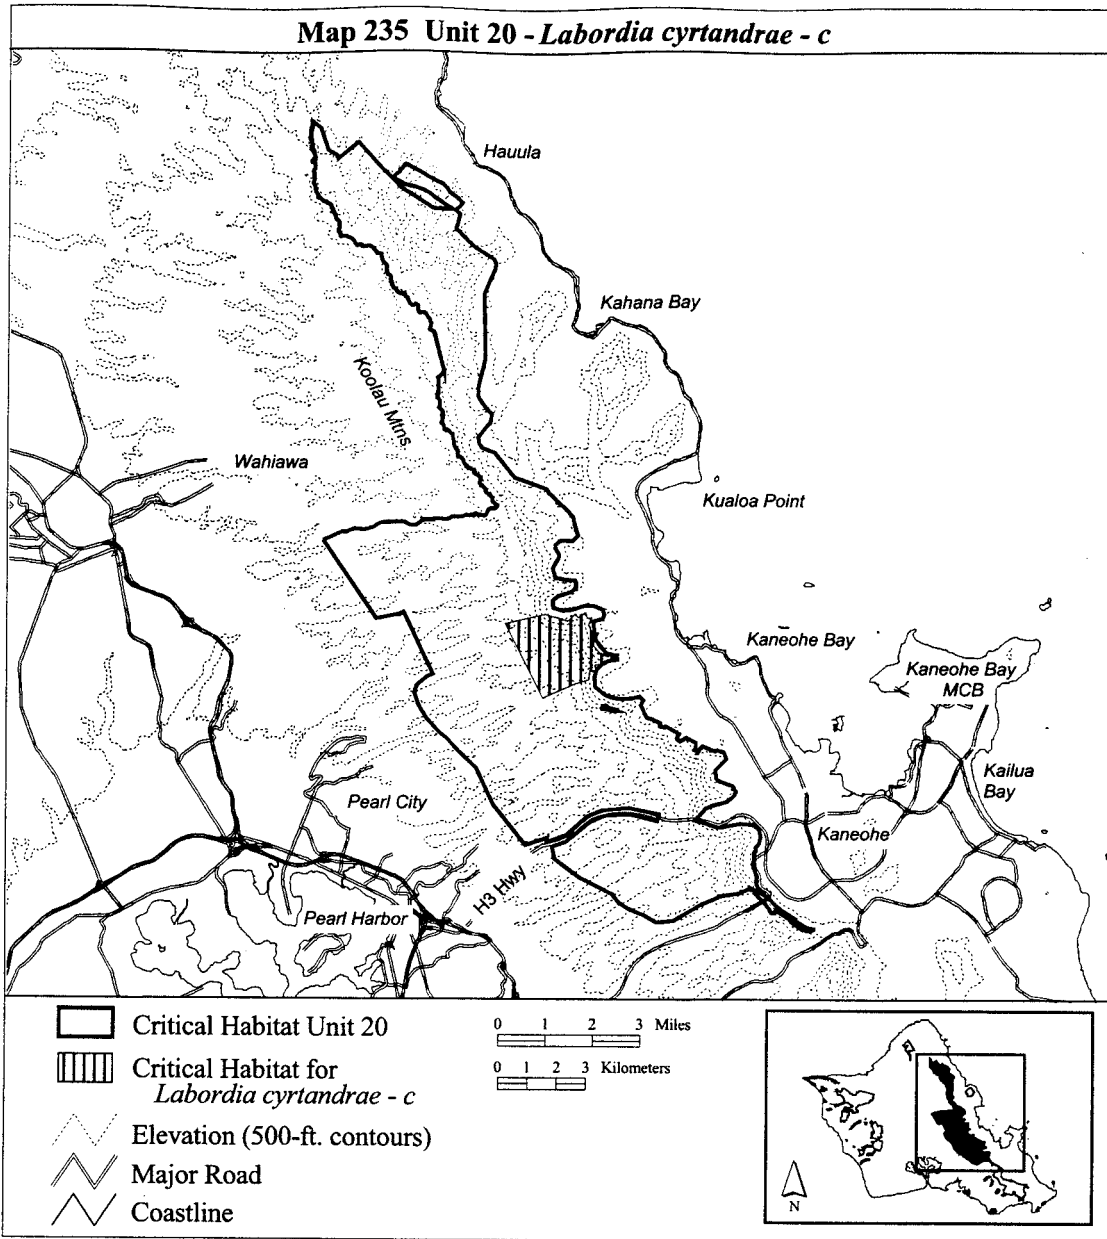 Map 235 Unit 20 - Labordia cyrtandrae - c
Hauula
Kahana Bay
Koolau Mtns.
Wahiawa
Kualoa Point
Kaneohe Bay
Kaneohe Bay
MCB
Kailua
Bay
Pearl City
Kaneohe
H3 Hwy
Pearl Harbor
Critical Habitat Unit 20
Critical Habitat for
Labordia cyrtandrae - c
Elevation (500-ft. contours)
Major Road
Coastline
0 1 2 3 Miles
0 1 2 3 Kilometers
N